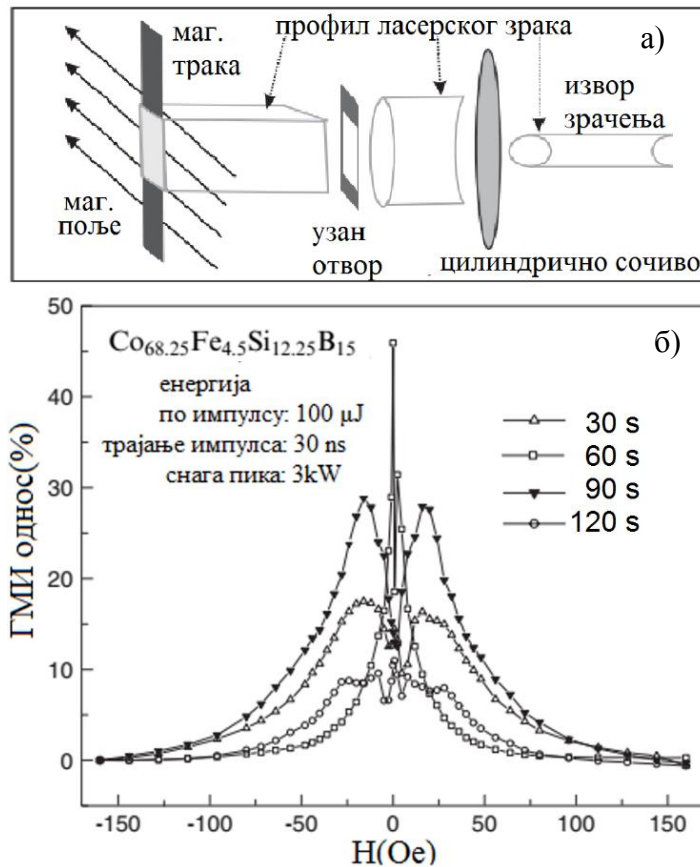 а)
маг.
трака
профил ласерског зрака
извор
зрачења
маг.
поље
узан
отвор
цилиндрично сочиво
б)
Co68.25Fe4.5Si12.25B15
енергија
по импулсу: 100 µJ
трајање импулса: 30 ns
снага пика: 3kW
30 s
60 s
90 s
120 s
ГМИ однос(%)
50
40
30
20
10
0
-150 -100 -50 0 50 100 150
H(Oe)